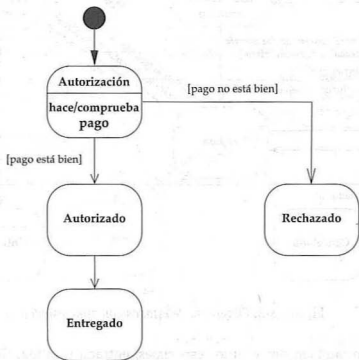 Autorización
hace/comprueba
pago
[pago no está bien]
[pago está bien]
Autorizado
Rechazado
Entregado